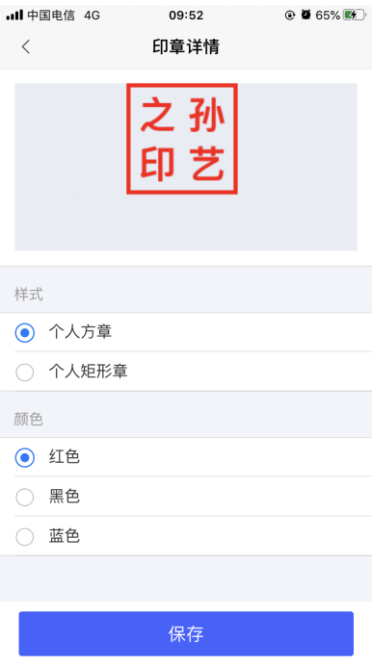 中国电信 4G 09:52 65%
印章详情
之孙
印艺
样式
个人方章
个人矩形章
颜色
红色
黑色
蓝色
保存